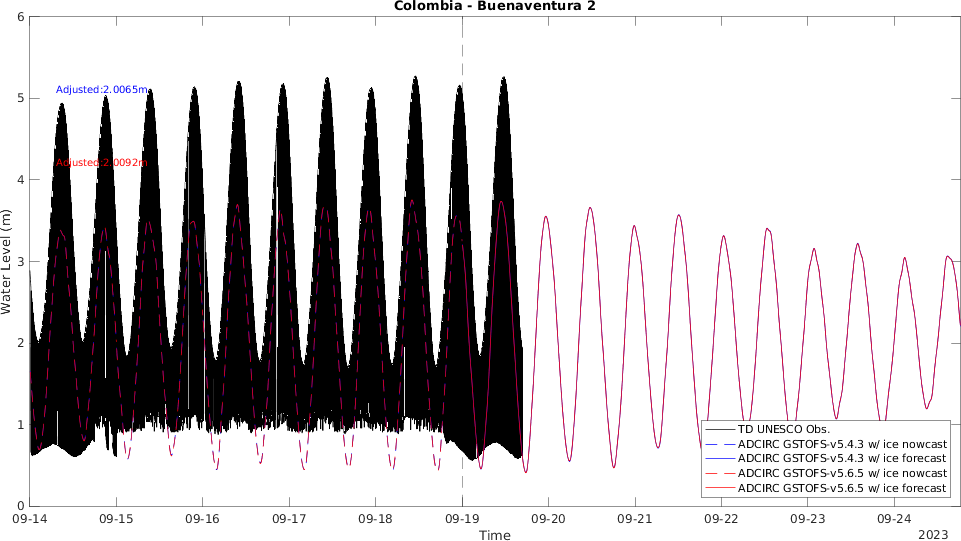 Colombia - Buenaventura 2
6
5
4
3
2
1
0
Water Level (m)
Adjusted:2.0065m
Adjusted:2.0092m
TD UNESCO Obs.
ADCIRC GSTOFS-v5.4.3 w/ ice nowcast
ADCIRC GSTOFS-v5.4.3 w/ ice forecast
ADCIRC GSTOFS-v5.6.5 w/ ice nowcast
ADCIRC GSTOFS-v5.6.5 w/ ice forecast
09-14 09-15 09-16 09-17 09-18 09-19 09-20 09-21 09-22 09-23 09-24
Time
2023